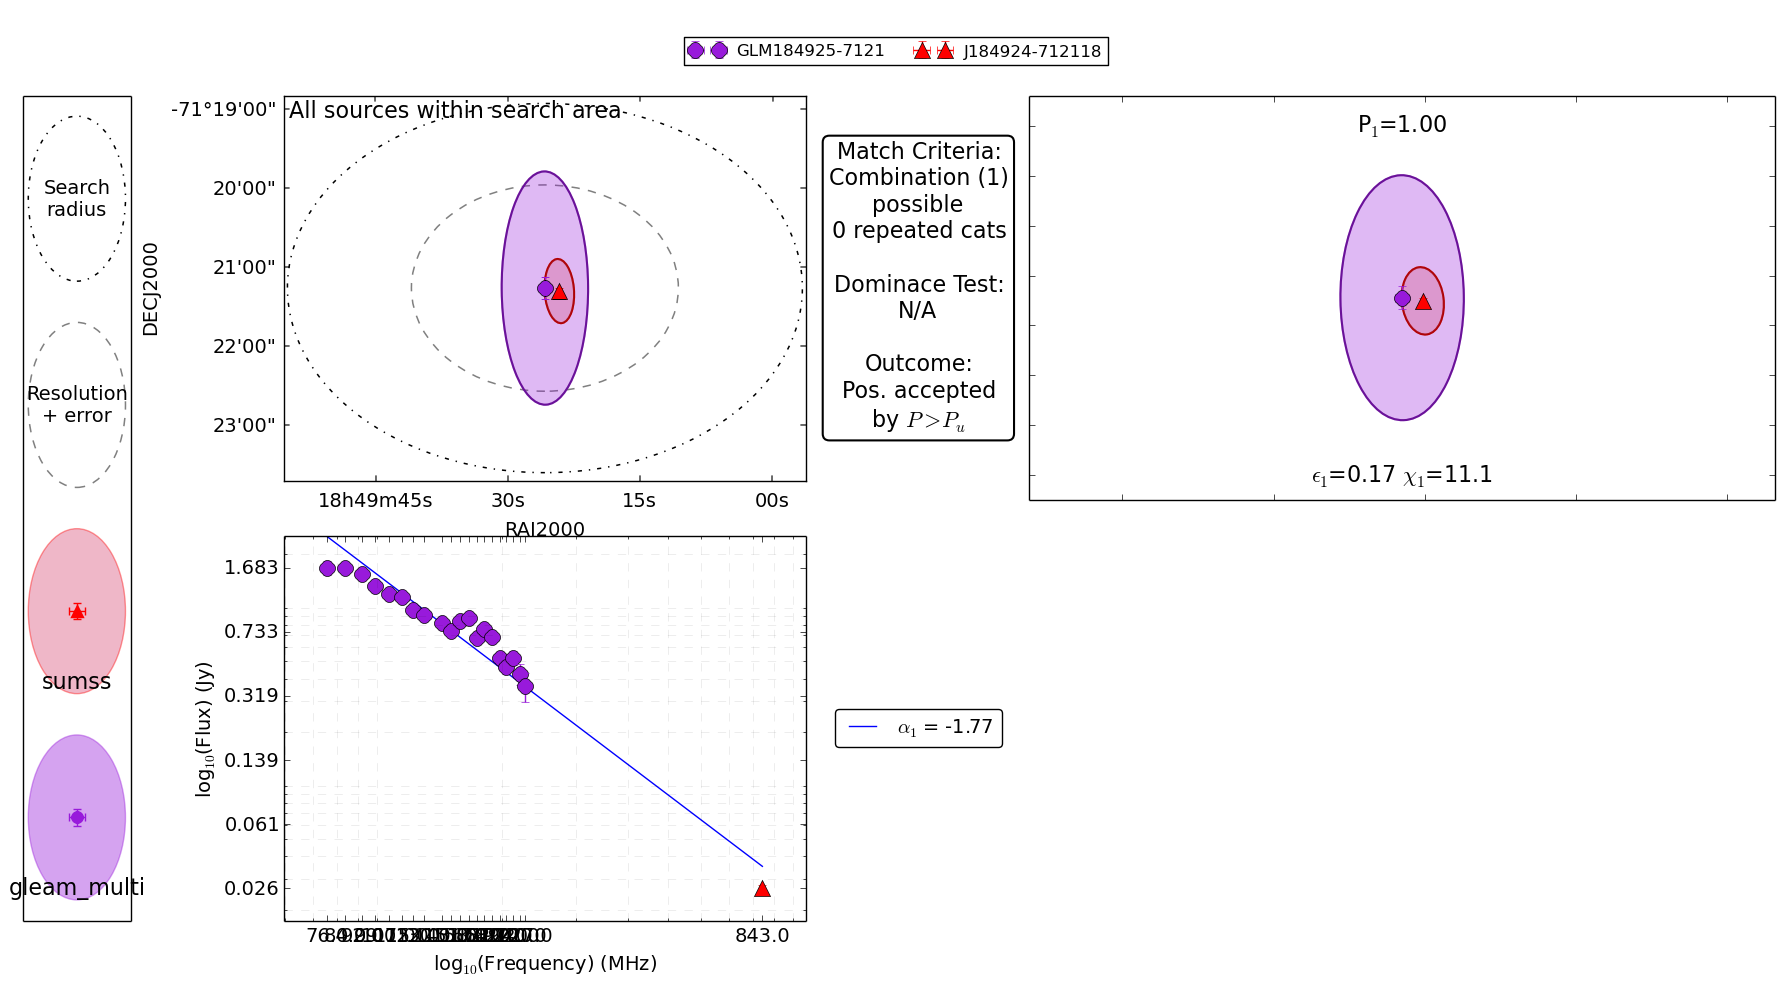 GLM184925-7121
J184924-712118
Search
radius
Resolution
+ error
sumss
gleam_multi
All sources within search area
DECJ2000
-71°19'00"
20'00"
21'00"
22'00"
23'00"
18h49m45s
30s
15s
00s
RAJ2000
Match Criteria:
Combination (1)
possible
0 repeated cats
Dominace Test:
N/A
Outcome:
Pos. accepted
by P>Pᵤ
P₁=1.00
ϵ₁=0.17 χ₁=11.1
log₁₀(Flux) (Jy)
1.683
0.733
0.319
0.139
0.061
0.026
843.0
log₁₀(Frequency) (MHz)
α₁ = -1.77